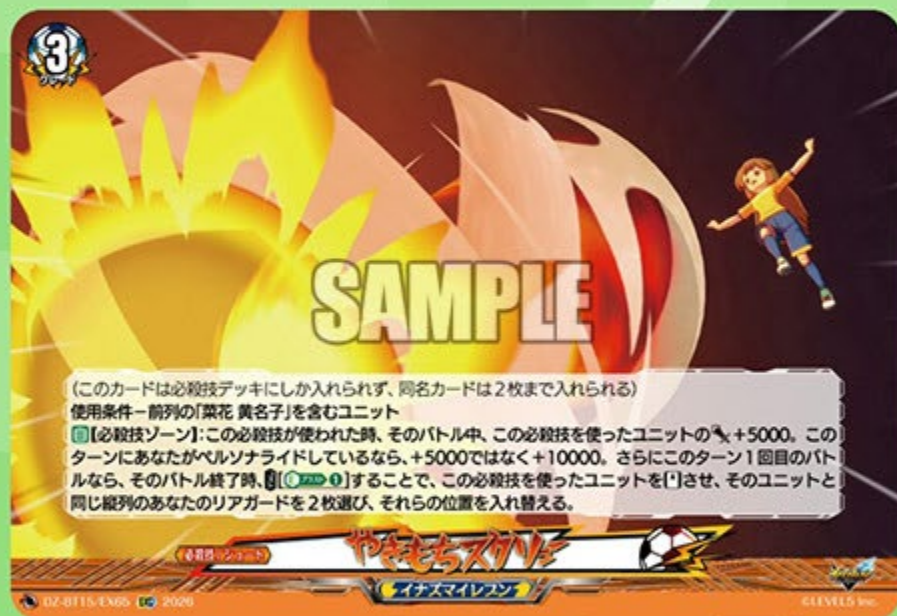 3
グレード
SAMPLE
(このカードは必殺技デッキにしか入れられず、同名カードは2枚まで入れられる)
使用条件-前列の「菜花 黄名子」を含むユニット
【必殺技ゾーン】:この必殺技が使われた時、そのバトル中、この必殺技を使ったユニットの+5000。この
ターンにあなたがペルソナライドしているなら、+5000ではなく+10000。さらにこのターン1回目のバト
ルなら、そのバトル終了時、[ブラスト 1]することで、この必殺技を使ったユニットを[ ]させ、そのユニットと
同じ縦列のあなたのリアガードを2枚選び、それらの位置を入れ替える。
やきもちスクリュー
必殺技・シュート
イナズマイレブン
DZ-BT15/EX65 2026
©LEVEL5 Inc.